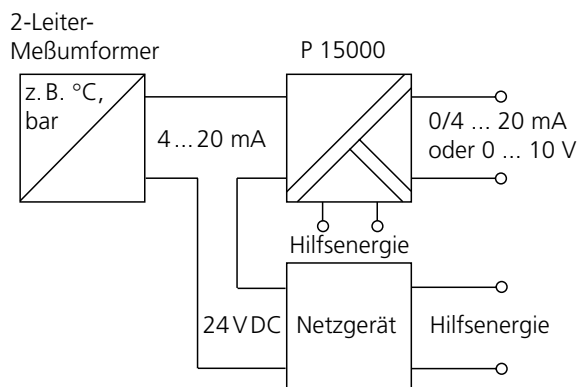 2-Leiter-
Meßumformer
P 15000
z. B. °C,
bar
4 ... 20 mA
0/4 ... 20 mA
oder 0 ... 10 V
Hilfsenergie
24 V DC
Netzgerät
Hilfsenergie